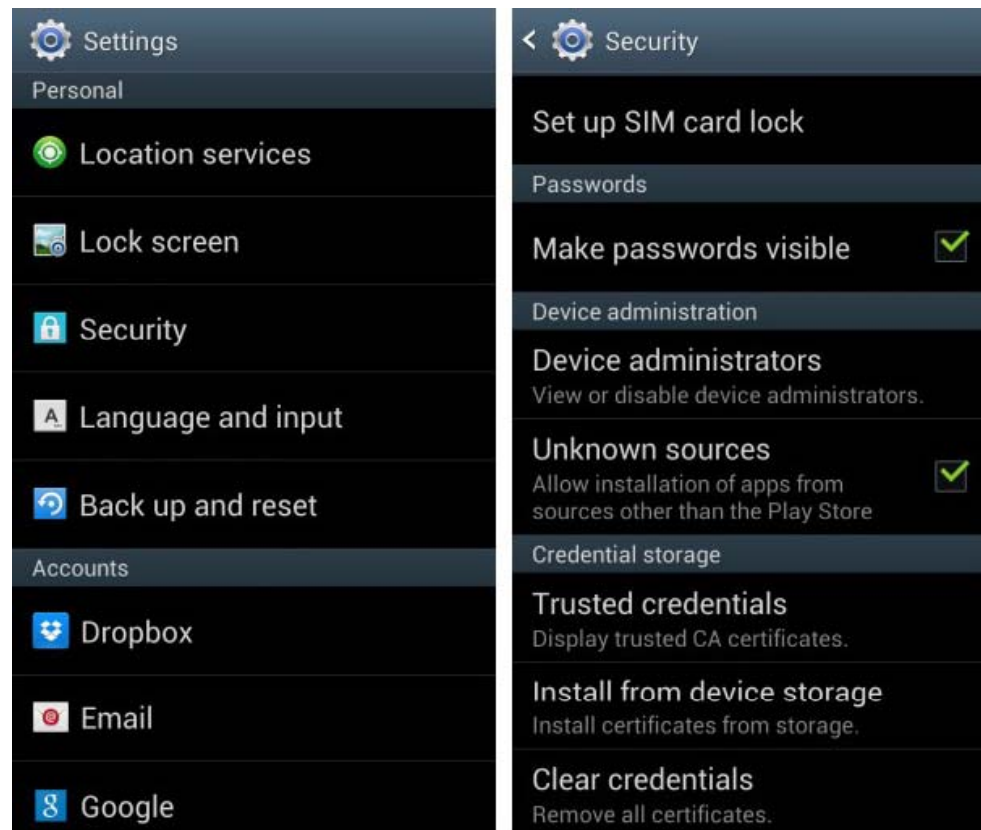 Settings
Personal
Location services
Lock screen
Security
Language and input
Back up and reset
Accounts
Dropbox
Email
Google
Security
Set up SIM card lock
Passwords
Make passwords visible
Device administration
Device administrators
View or disable device administrators.
Unknown sources
Allow installation of apps from
sources other than the Play Store
Credential storage
Trusted credentials
Display trusted CA certificates.
Install from device storage
Install certificates from storage.
Clear credentials
Remove all certificates.